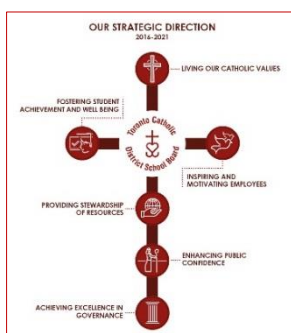 OUR STRATEGIC DIRECTION
2016-2021
LIVING OUR CATHOLIC VALUES
FOSTERING STUDENT
ACHIEVEMENT AND WELL BEING
Toronto Catholic
District School Board
INSPIRING AND
MOTIVATING EMPLOYEES
PROVIDING STEWARDSHIP
OF RESOURCES
ENHANCING PUBLIC
CONFIDENCE
ACHIEVING EXCELLENCE IN
GOVERNANCE